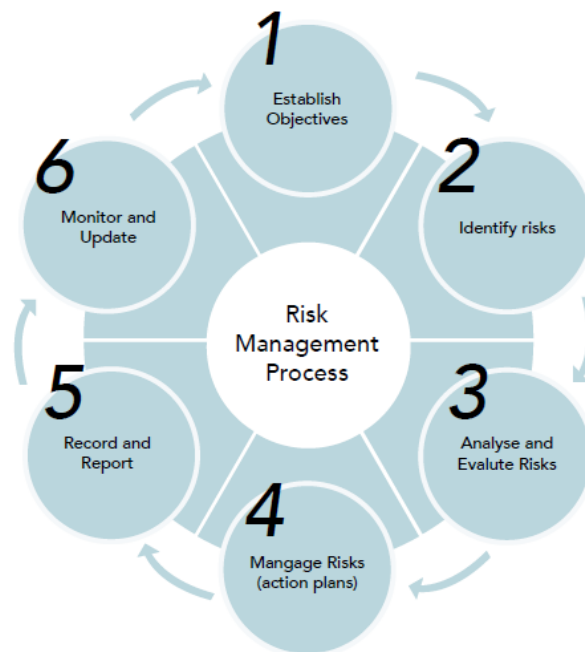 1
Establish
Objectives
2
Identify risks
3
Analyse and
Evalute Risks
4
Mangage Risks
(action plans)
5
Record and
Report
6
Monitor and
Update
Risk
Management
Process